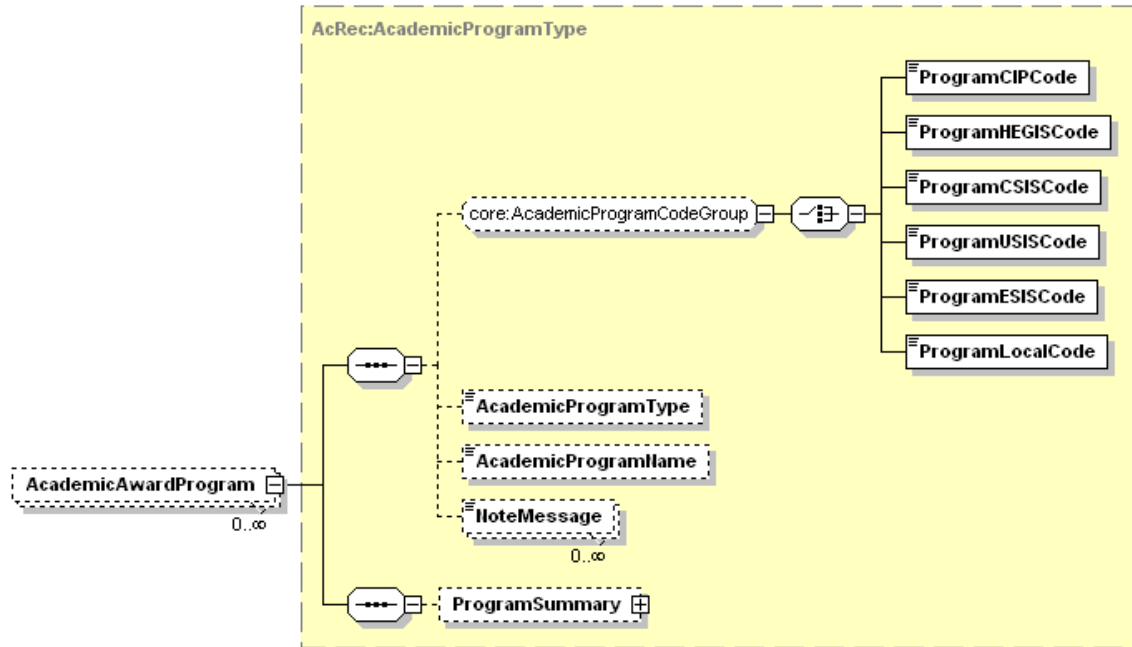 AcRec:AcademicProgramType
ProgramCIPCode
ProgramHEGISCode
ProgramCSISCode
core:AcademicProgramCodeGroup
ProgramUSISCode
ProgramESISCode
ProgramLocalCode
AcademicProgramType
AcademicProgramName
AcademicAwardProgram
0..∞
NoteMessage
0..∞
ProgramSummary